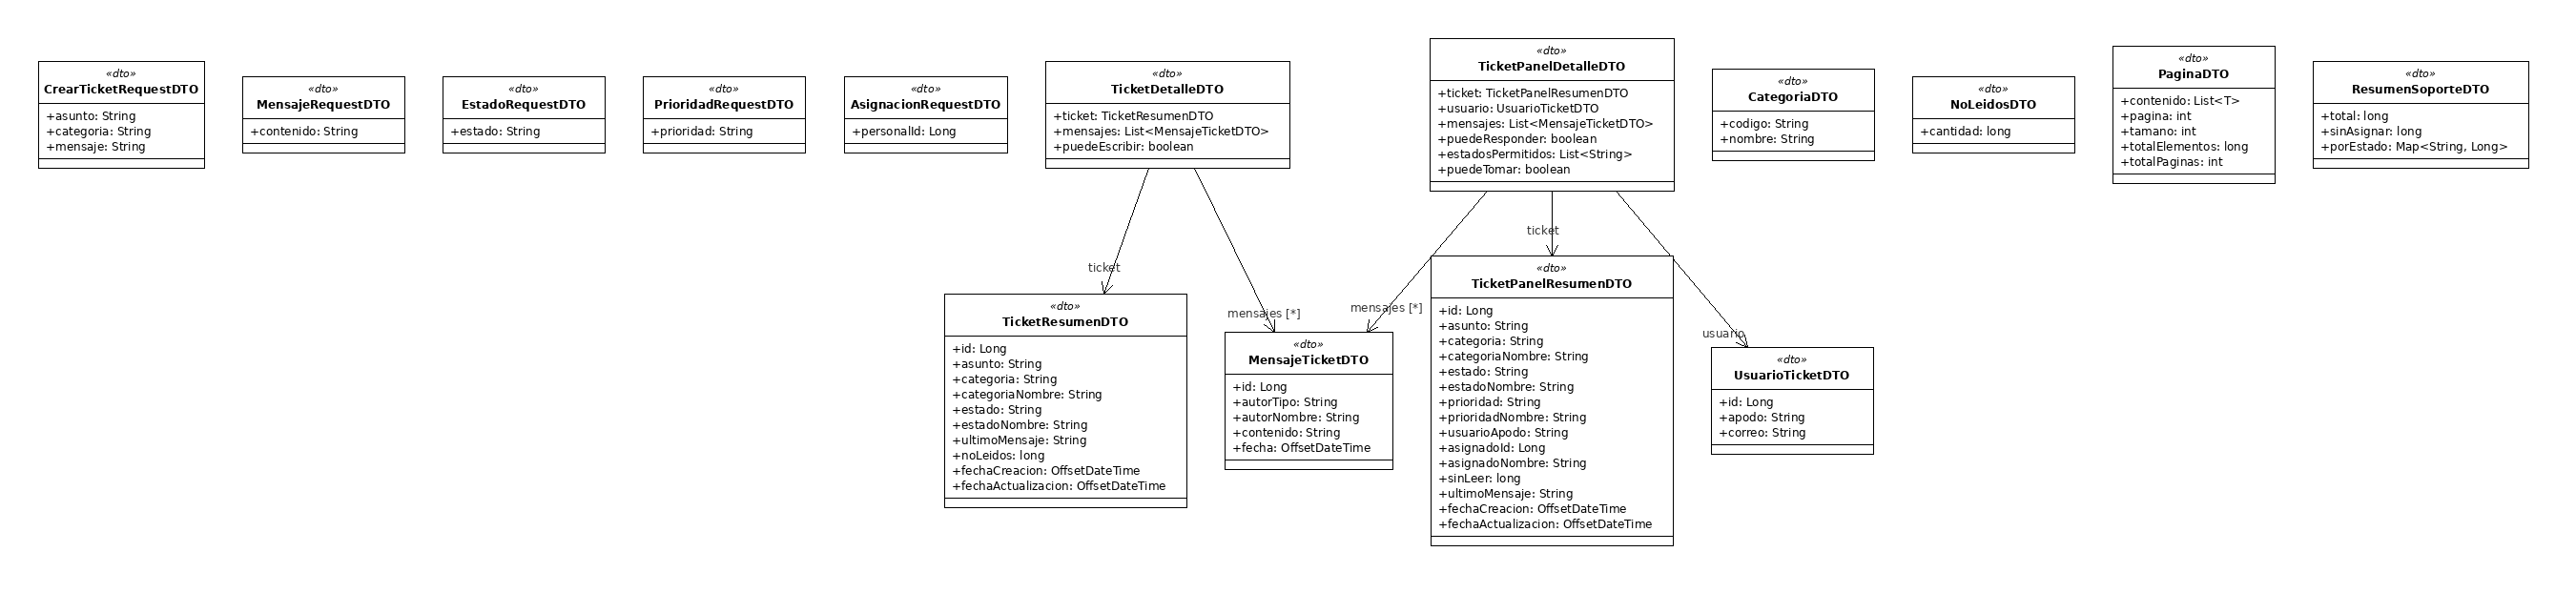 «dto»
CrearTicketRequestDTO
+asunto: String
+categoria: String
+mensaje: String
«dto»
MensajeRequestDTO
+contenido: String
«dto»
EstadoRequestDTO
+estado: String
«dto»
PrioridadRequestDTO
+prioridad: String
«dto»
AsignacionRequestDTO
+personalId: Long
«dto»
TicketDetalleDTO
+ticket: TicketResumenDTO
+mensajes: List<MensajeTicketDTO>
+puedeEscribir: boolean
«dto»
TicketPanelDetalleDTO
+ticket: TicketPanelResumenDTO
+usuario: UsuarioTicketDTO
+mensajes: List<MensajeTicketDTO>
+puedeResponder: boolean
+estadosPermitidos: List<String>
+puedeTomar: boolean
«dto»
CategoriaDTO
+codigo: String
+nombre: String
«dto»
NoLeidosDTO
+cantidad: long
«dto»
PaginaDTO
+contenido: List<T>
+pagina: int
+tamano: int
+totalElementos: long
+totalPaginas: int
«dto»
ResumenSoporteDTO
+total: long
+sinAsignar: long
+porEstado: Map<String, Long>
ticket
mensajes [*]
mensajes [*]
ticket
usuario
«dto»
TicketResumenDTO
+id: Long
+asunto: String
+categoria: String
+categoriaNombre: String
+estado: String
+estadoNombre: String
+ultimoMensaje: String
+noLeidos: long
+fechaCreacion: OffsetDateTime
+fechaActualizacion: OffsetDateTime
«dto»
MensajeTicketDTO
+id: Long
+autorTipo: String
+autorNombre: String
+contenido: String
+fecha: OffsetDateTime
«dto»
TicketPanelResumenDTO
+id: Long
+asunto: String
+categoria: String
+categoriaNombre: String
+estado: String
+estadoNombre: String
+prioridad: String
+prioridadNombre: String
+usuarioApodo: String
+asignadoId: Long
+asignadoNombre: String
+sinLeer: long
+ultimoMensaje: String
+fechaCreacion: OffsetDateTime
+fechaActualizacion: OffsetDateTime
«dto»
UsuarioTicketDTO
+id: Long
+apodo: String
+correo: String